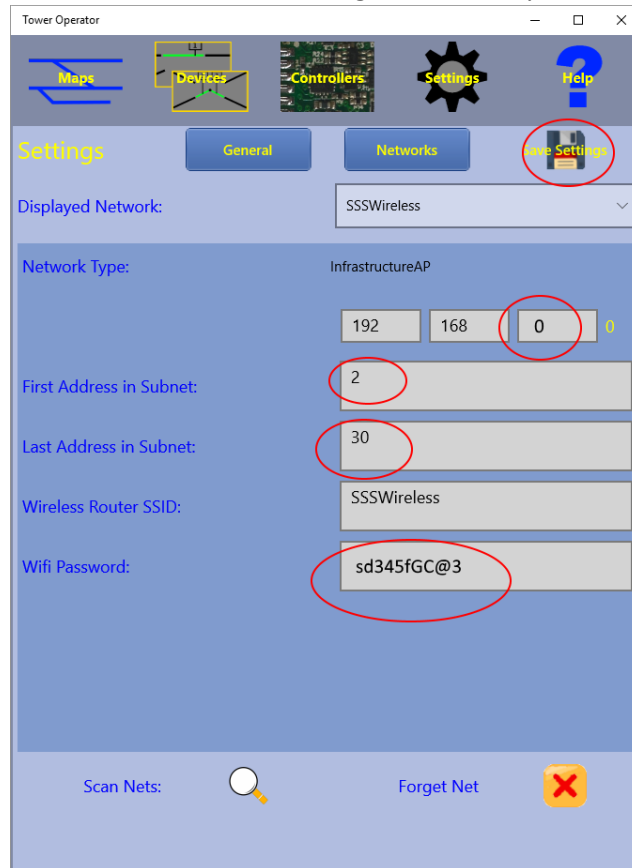 Tower Operator
Maps Devices Controllers Settings Help
Settings General Networks Save Settings
Displayed Network: SSSWireless
Network Type: InfrastructureAP
192 168 0 0
First Address in Subnet: 2
Last Address in Subnet: 30
Wireless Router SSID: SSSWireless
Wifi Password: sd345fGC@3
Scan Nets: Forget Net